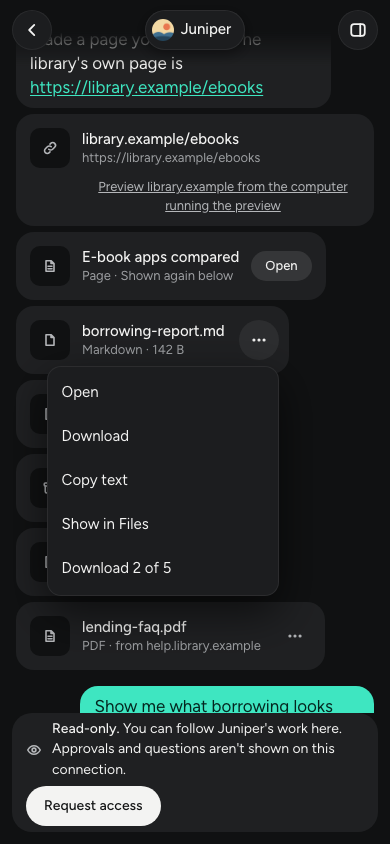 Juniper
library's own page is
https://library.example/ebooks
library.example/ebooks
https://library.example/ebooks
Preview library.example from the computer
running the preview
E-book apps compared
Page · Shown again below
Open
borrowing-report.md
Markdown · 142 B
Open
Download
Copy text
Show in Files
Download 2 of 5
lending-faq.pdf
PDF · from help.library.example
Show me what borrowing looks
Read-only. You can follow Juniper's work here.
Approvals and questions aren't shown on this
connection.
Request access